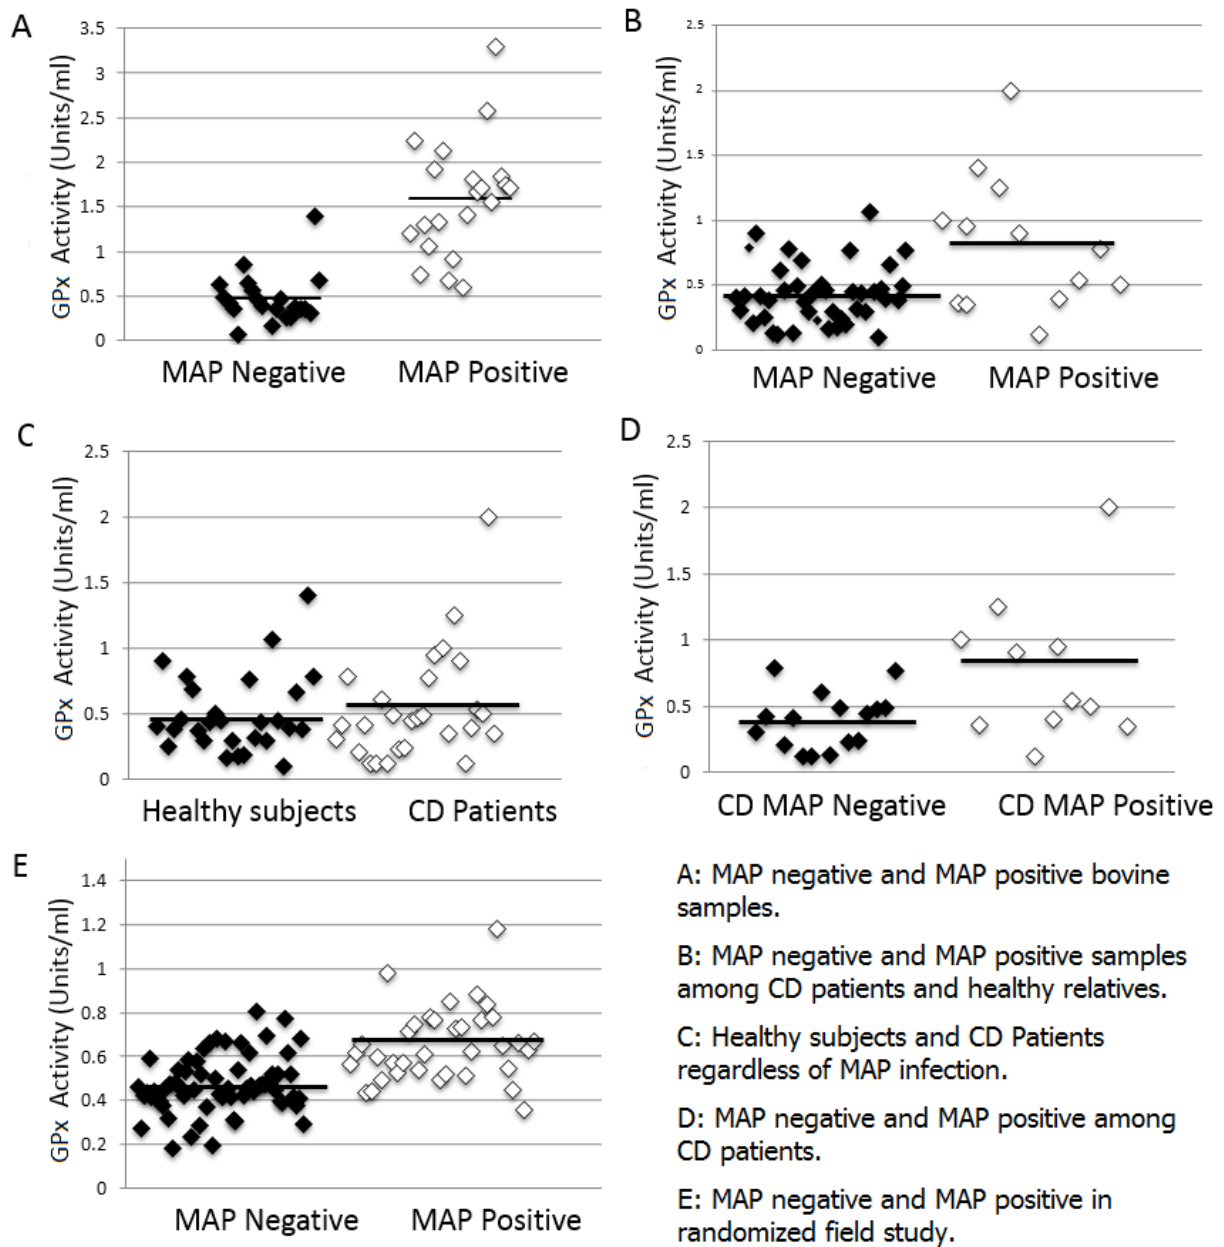 A
GPx Activity (Units/ml)
3.5
3
2.5
2
1.5
1
0.5
0
MAP Negative
MAP Positive
B
GPx Activity (Units/ml)
2.5
2
1.5
1
0.5
0
MAP Negative
MAP Positive
C
GPx Activity (Units/ml)
2.5
2
1.5
1
0.5
0
Healthy subjects
CD Patients
D
GPx Activity (Units/ml)
2.5
2
1.5
1
0.5
0
CD MAP Negative
CD MAP Positive
E
GPx Activity (Units/ml)
1.4
1.2
1
0.8
0.6
0.4
0.2
0
MAP Negative
MAP Positive
A: MAP negative and MAP positive bovine
samples.
B: MAP negative and MAP positive samples
among CD patients and healthy relatives.
C: Healthy subjects and CD Patients
regardless of MAP infection.
D: MAP negative and MAP positive among
CD patients.
E: MAP negative and MAP positive in
randomized field study.